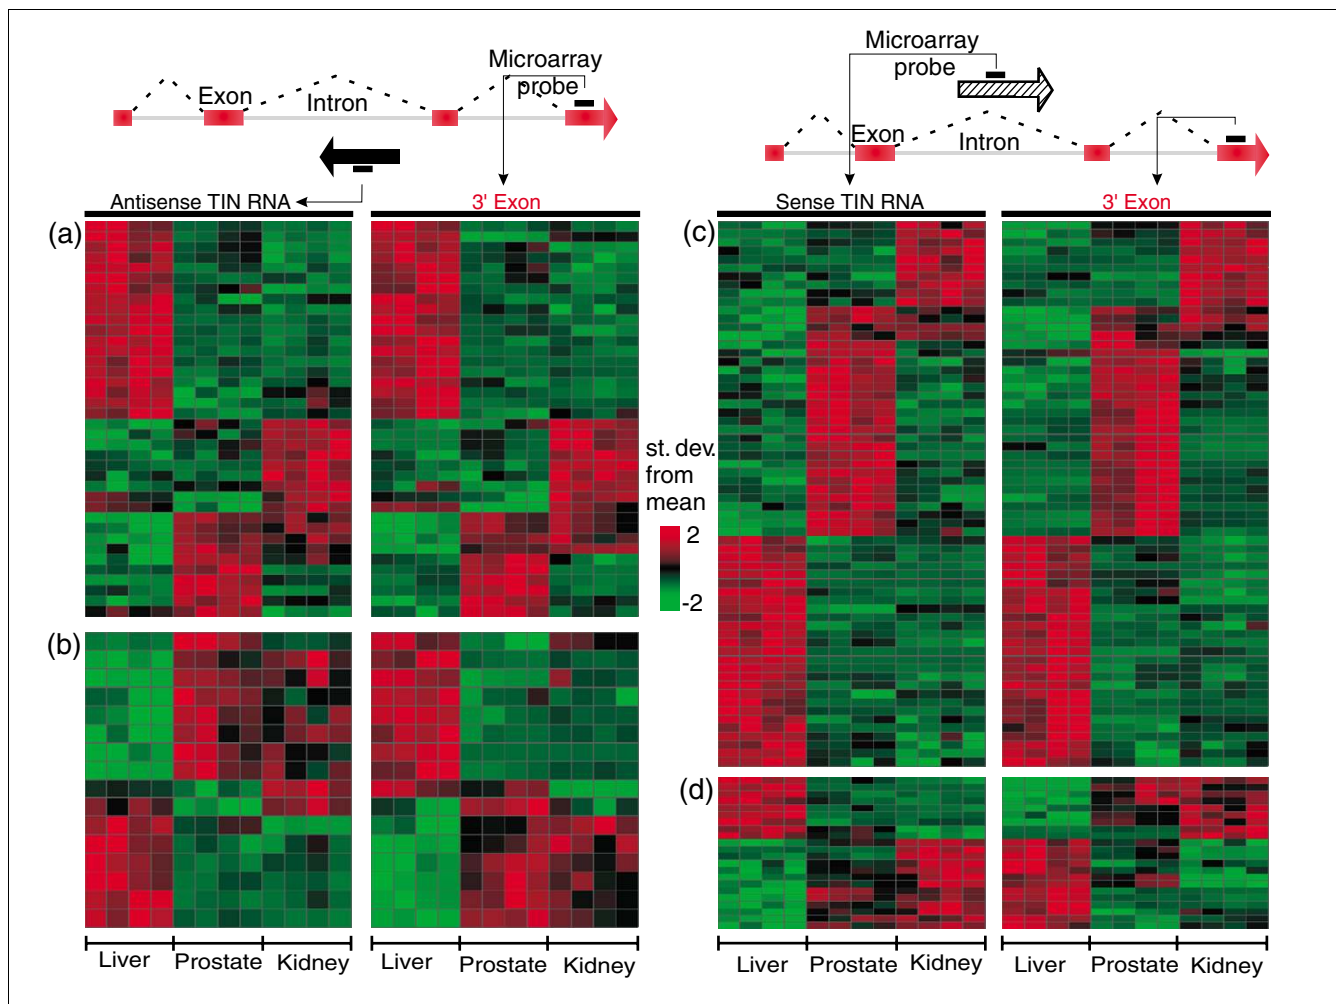 Microarray
probe
Exon
Intron
Antisense TIN RNA
3' Exon
(a)
(b)
st. dev.
from
mean
2
-2
Liver
Prostate
Kidney
Liver
Prostate
Kidney
Microarray
probe
Exon
Intron
Sense TIN RNA
3' Exon
(c)
(d)
Liver
Prostate
Kidney
Liver
Prostate
Kidney